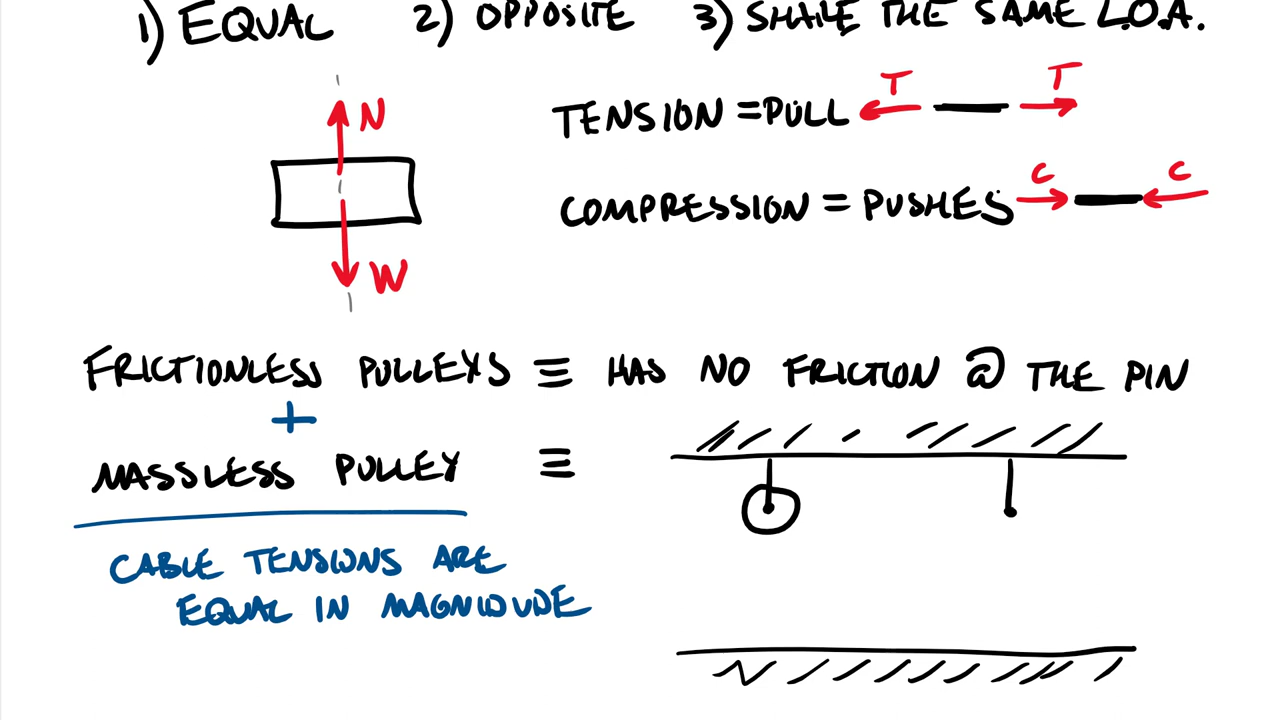 1) EQUAL 2) OPPOSITE 3) SHARE THE SAME L.O.A.
N
W
TENSION = PULL T T
COMPRESSION = PUSHES C C
FRICTIONLESS PULLEYS ≡ HAS NO FRICTION @ THE PIN
+
MASSLESS PULLEY ≡
CABLE TENSIONS ARE
EQUAL IN MAGNIDUDE